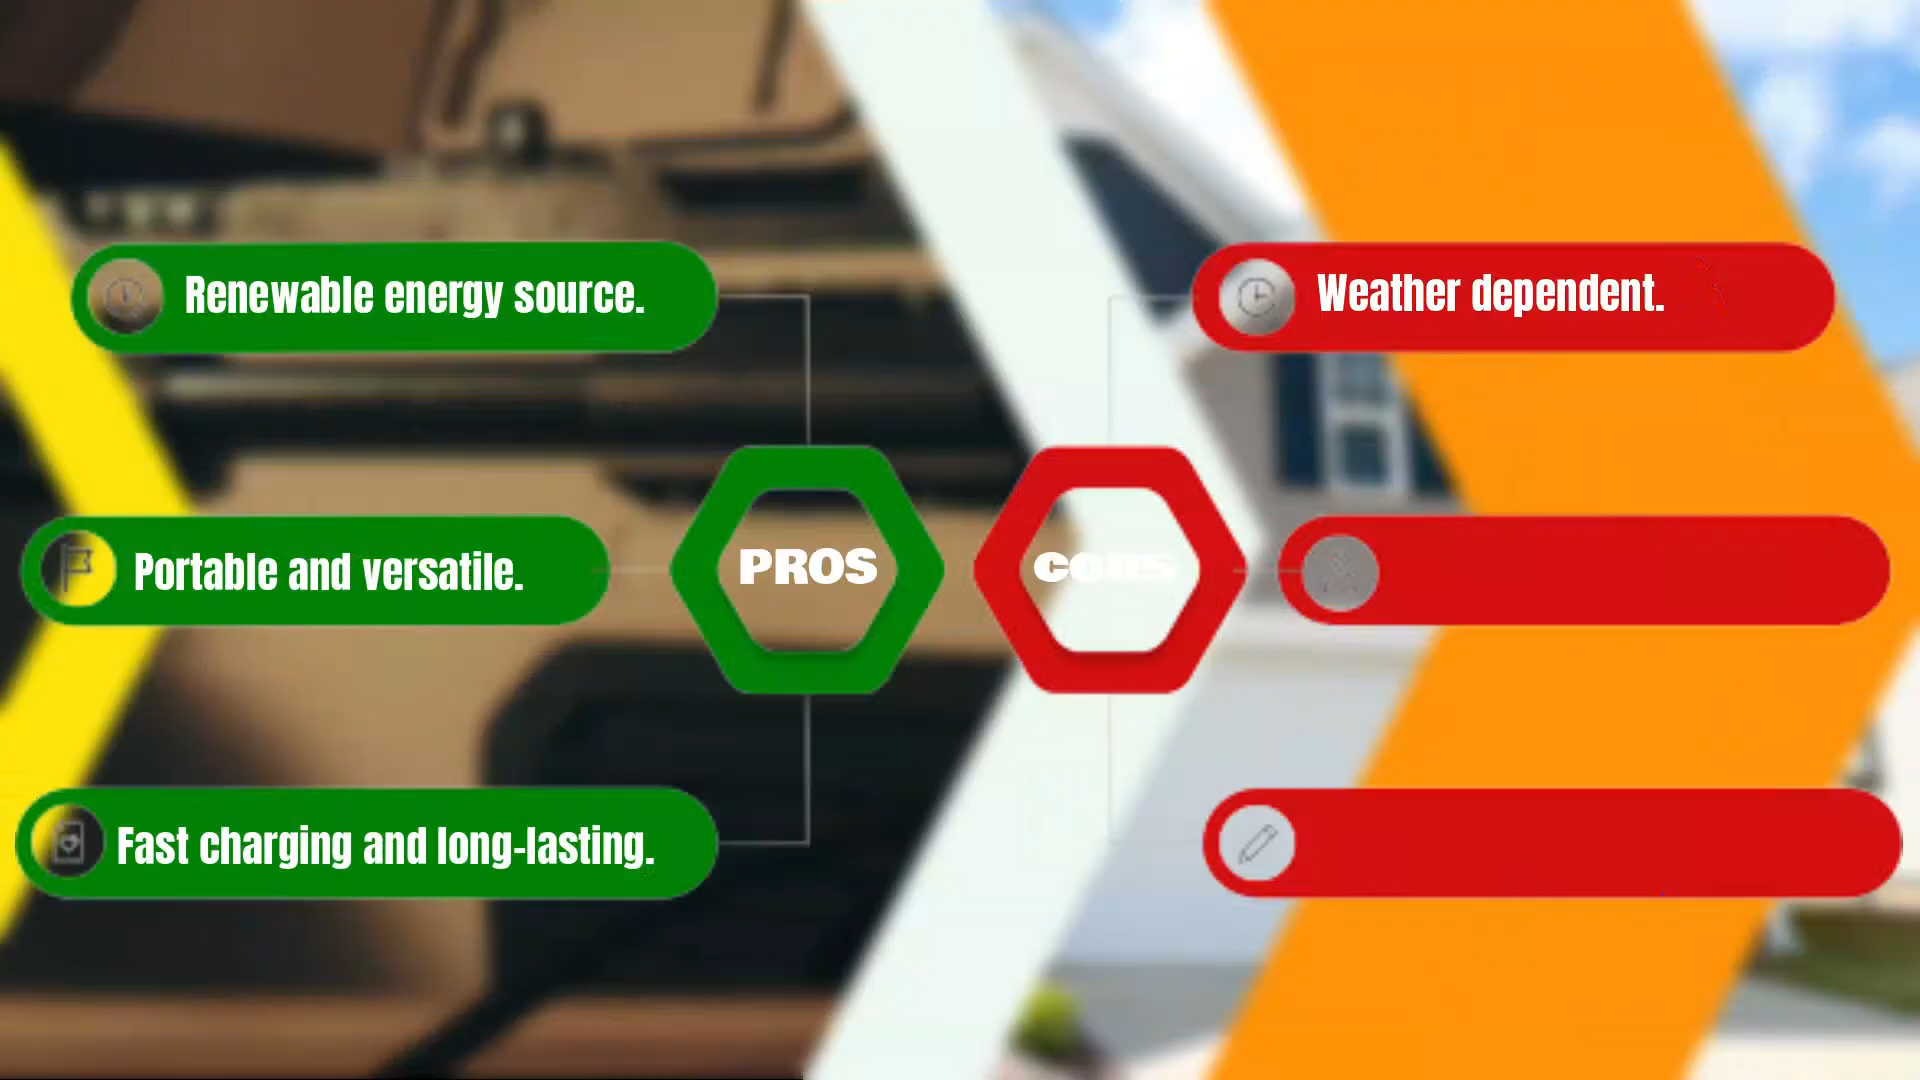 Renewable energy source.
Portable and versatile.
Fast charging and long-lasting.
PROS
CONS
Weather dependent.